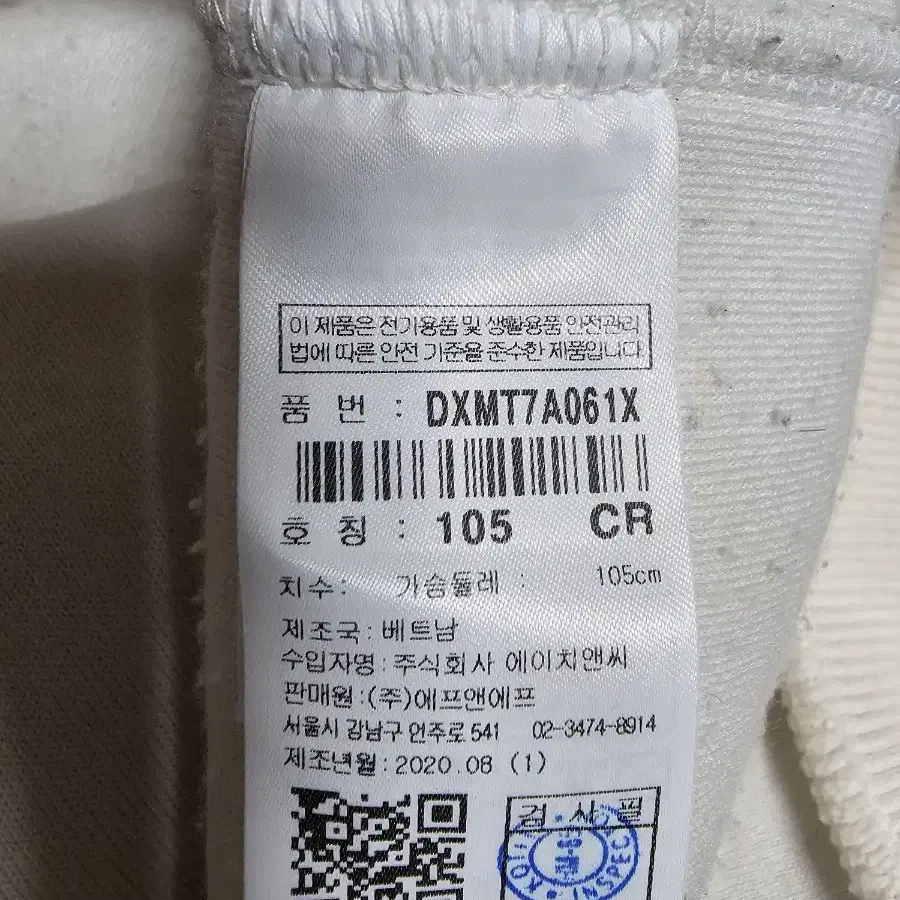 이 제품은 전기용품 및 생활용품 안전관리
법에 따른 안전 기준을 준수한 제품입니다.
품 번 : DXMT7A061X
호 칭 : 105 CR
치수: 가슴둘레 : 105cm
제조국:베트남
수입자명:주식회사 에이치앤씨
판매원:(주)에프앤에프
서울시 강남구 언주로 541 02-3474-8914
제조년월:2020.08 (1)
검 사 필
INSPEC